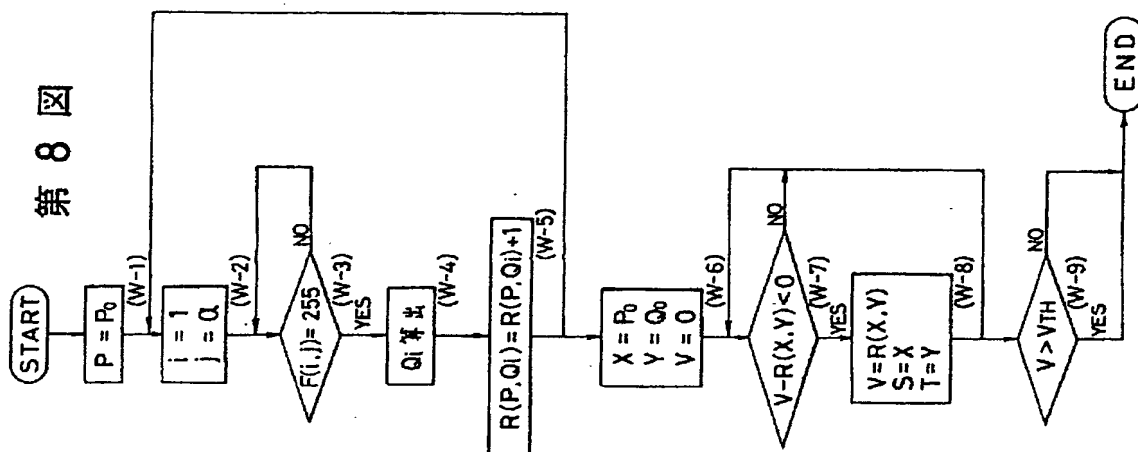 第 8 図
START
P = P₀
(W-1)
i = 1
j = a
(W-2)
F(i,j)= 255
NO
(W-3)
YES
Qi 算出
(W-4)
R(P,Qi)=R(P,Qi)+1
(W-5)
X = P₀
Y = Q₀
V = 0
(W-6)
V-R(X,Y)<0
NO
(W-7)
YES
V=R(X,Y)
S=X
T=Y
(W-8)
V > VTH
NO
(W-9)
YES
END